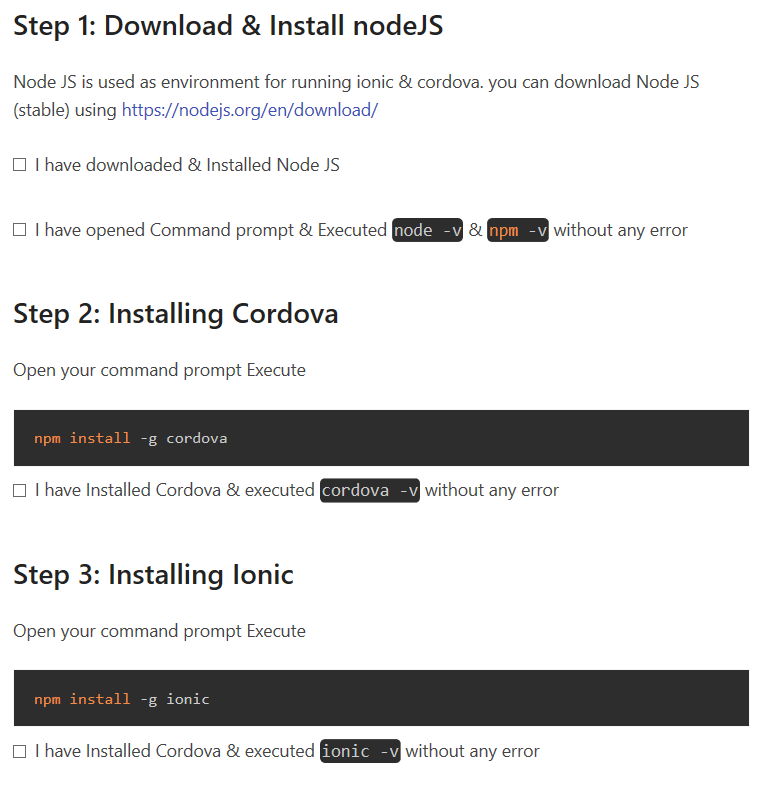 Step 1: Download & Install nodeJS
Node JS is used as environment for running ionic & cordova. you can download Node JS
(stable) using https://nodejs.org/en/download/
I have downloaded & Installed Node JS
I have opened Command prompt & Executed node -v & npm -v without any error
Step 2: Installing Cordova
Open your command prompt Execute
npm install -g cordova
I have Installed Cordova & executed cordova -v without any error
Step 3: Installing Ionic
Open your command prompt Execute
npm install -g ionic
I have Installed Cordova & executed ionic -v without any error